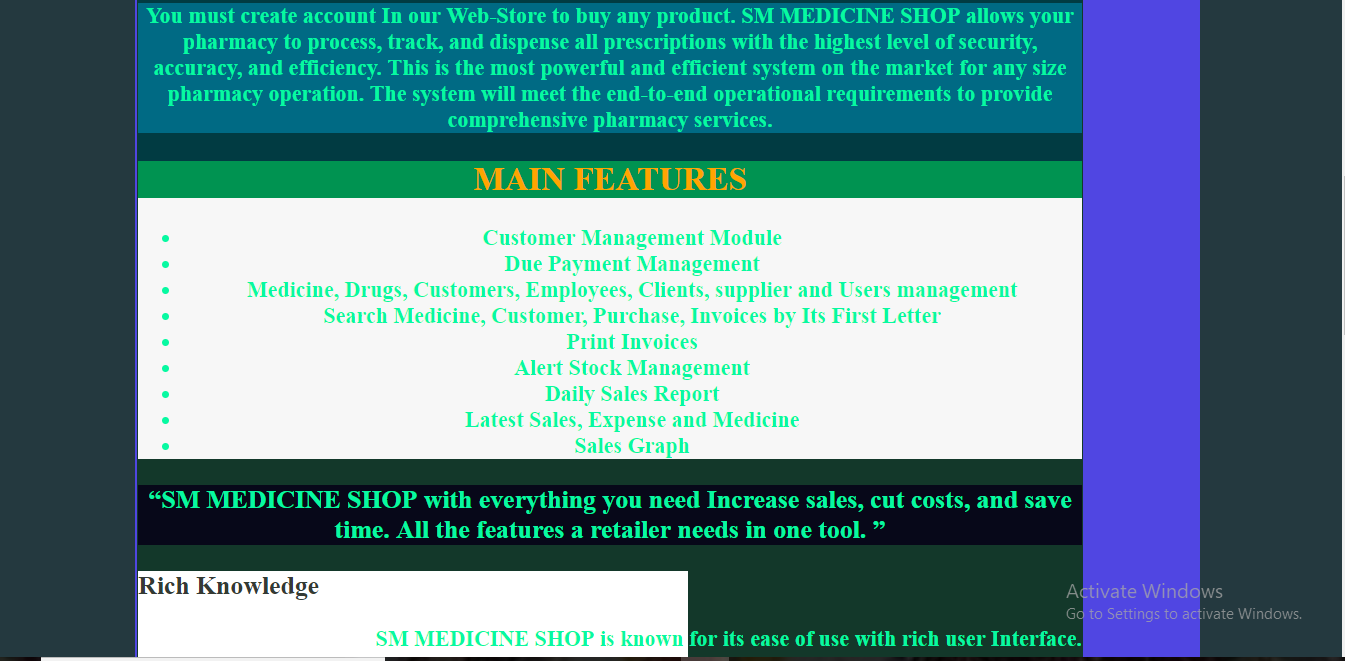 You must create account In our Web-Store to buy any product. SM MEDICINE SHOP allows your
pharmacy to process, track, and dispense all prescriptions with the highest level of security,
accuracy, and efficiency. This is the most powerful and efficient system on the market for any size
pharmacy operation. The system will meet the end-to-end operational requirements to provide
comprehensive pharmacy services.
MAIN FEATURES
Customer Management Module
Due Payment Management
Medicine, Drugs, Customers, Employees, Clients, supplier and Users management
Search Medicine, Customer, Purchase, Invoices by Its First Letter
Print Invoices
Alert Stock Management
Daily Sales Report
Latest Sales, Expense and Medicine
Sales Graph
“SM MEDICINE SHOP with everything you need Increase sales, cut costs, and save
time. All the features a retailer needs in one tool. ”
Rich Knowledge
SM MEDICINE SHOP is known for its ease of use with rich user Interface.
Activate Windows
Go to Settings to activate Windows.